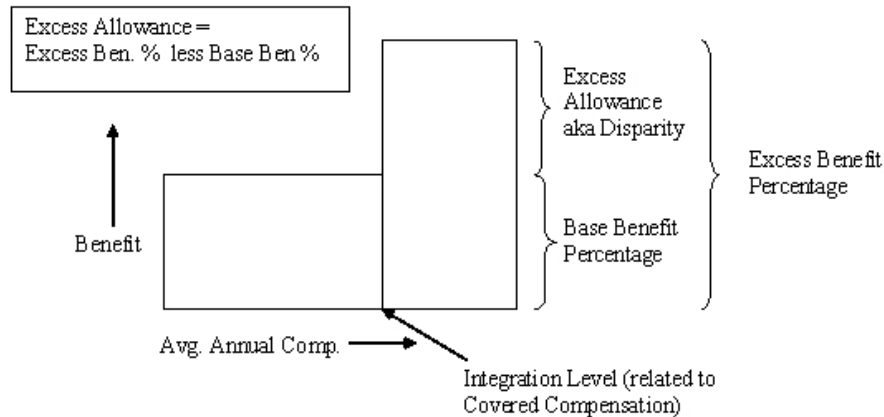 Excess Allowance =
Excess Ben. % less Base Ben %
Excess
Allowance
aka Disparity
Excess Benefit
Percentage
Benefit
Base Benefit
Percentage
Avg. Annual Comp.
Integration Level (related to
Covered Compensation)